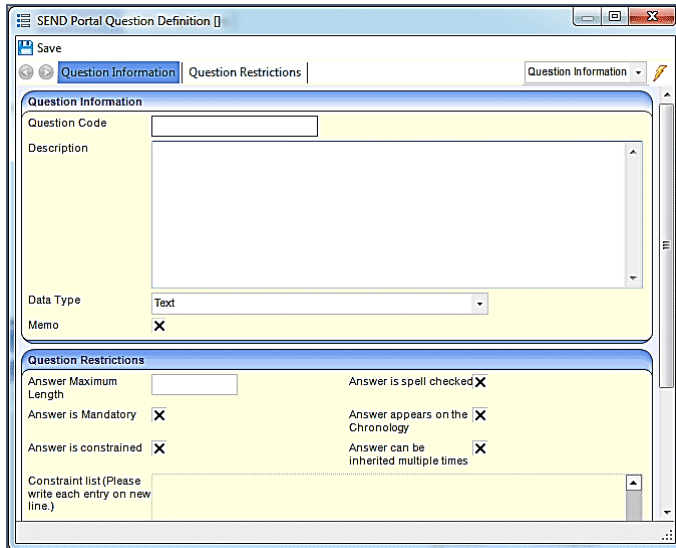 SEND Portal Question Definition []
Save
Question Information Question Restrictions Question Information
Question Information
Question Code
Description
Data Type Text
Memo
Question Restrictions
Answer Maximum Answer is spell checked
Length
Answer is Mandatory Answer appears on the
Chronology
Answer is constrained Answer can be
inherited multiple times
Constraint list (Please
write each entry on new
line.)